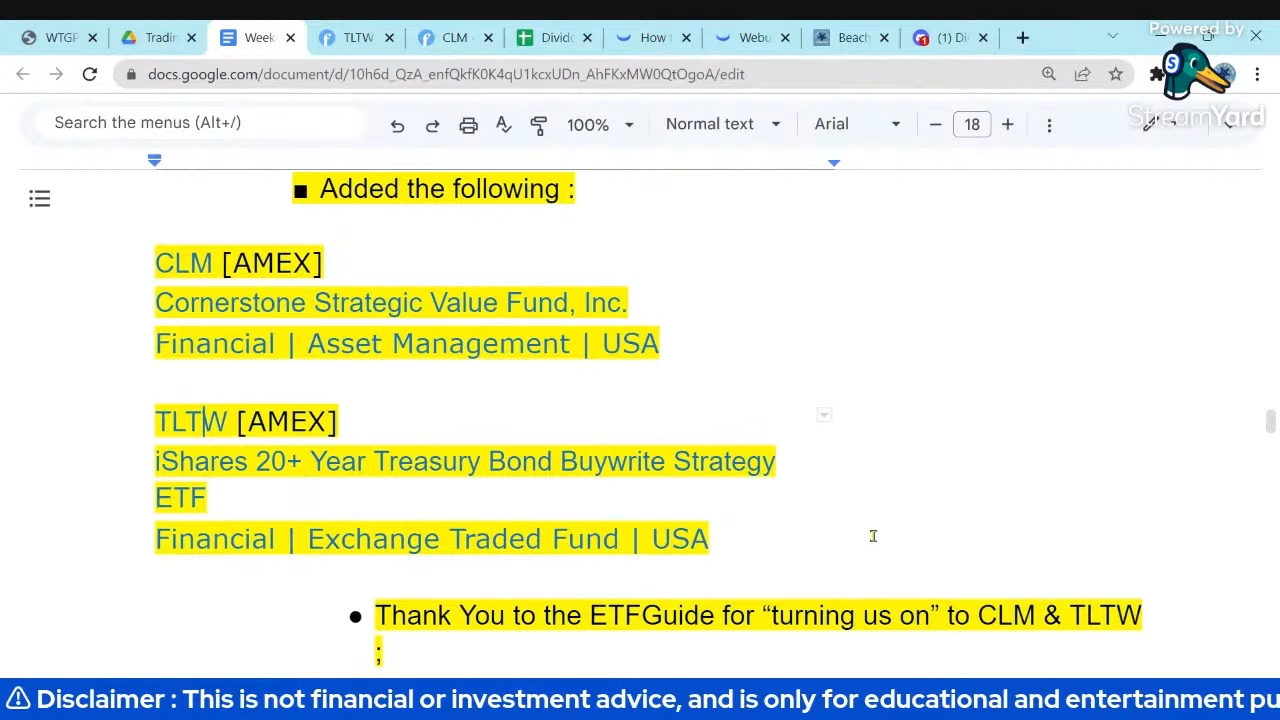 Powered by
WTGP
Tradin
Week
TLTW
CLM -
Divide
How t
Webu
Beach
(1) Di
docs.google.com/document/d/10h6d_QzA_enfQkfK0K4qU1kcxUDn_AhFKxMW0QtOgoA/edit
StreamYard
Search the menus (Alt+/)
100%
Normal text
Arial
18
■ Added the following :
CLM [AMEX]
Cornerstone Strategic Value Fund, Inc.
Financial | Asset Management | USA
TLTW [AMEX]
iShares 20+ Year Treasury Bond Buywrite Strategy
ETF
Financial | Exchange Traded Fund | USA
● Thank You to the ETFGuide for “turning us on” to CLM & TLTW
;
Disclaimer : This is not financial or investment advice, and is only for educational and entertainment pu